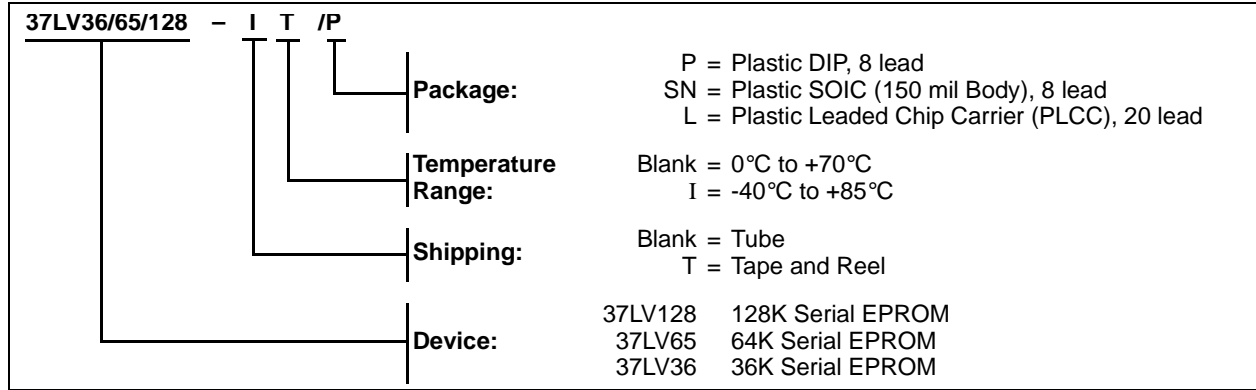 37LV36/65/128 – I T /P
Package:
P = Plastic DIP, 8 lead
SN = Plastic SOIC (150 mil Body), 8 lead
L = Plastic Leaded Chip Carrier (PLCC), 20 lead
Temperature
Range:
Blank = 0°C to +70°C
I = -40°C to +85°C
Shipping:
Blank = Tube
T = Tape and Reel
Device:
37LV128 128K Serial EPROM
37LV65 64K Serial EPROM
37LV36 36K Serial EPROM